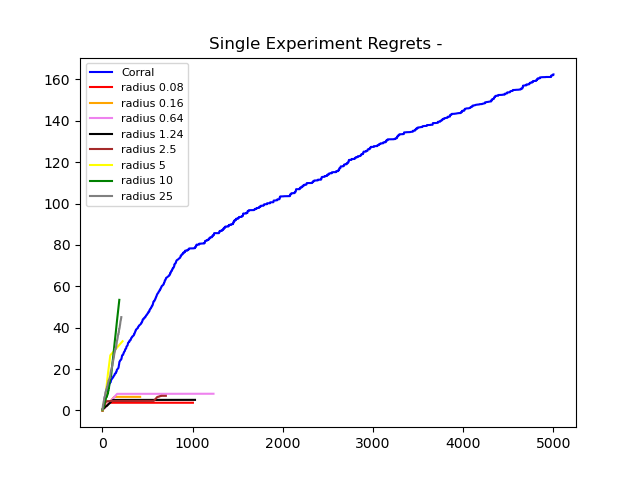 Single Experiment Regrets -
Corral
radius 0.08
radius 0.16
radius 0.64
radius 1.24
radius 2.5
radius 5
radius 10
radius 25
160
140
120
100
80
60
40
20
0
0 1000 2000 3000 4000 5000